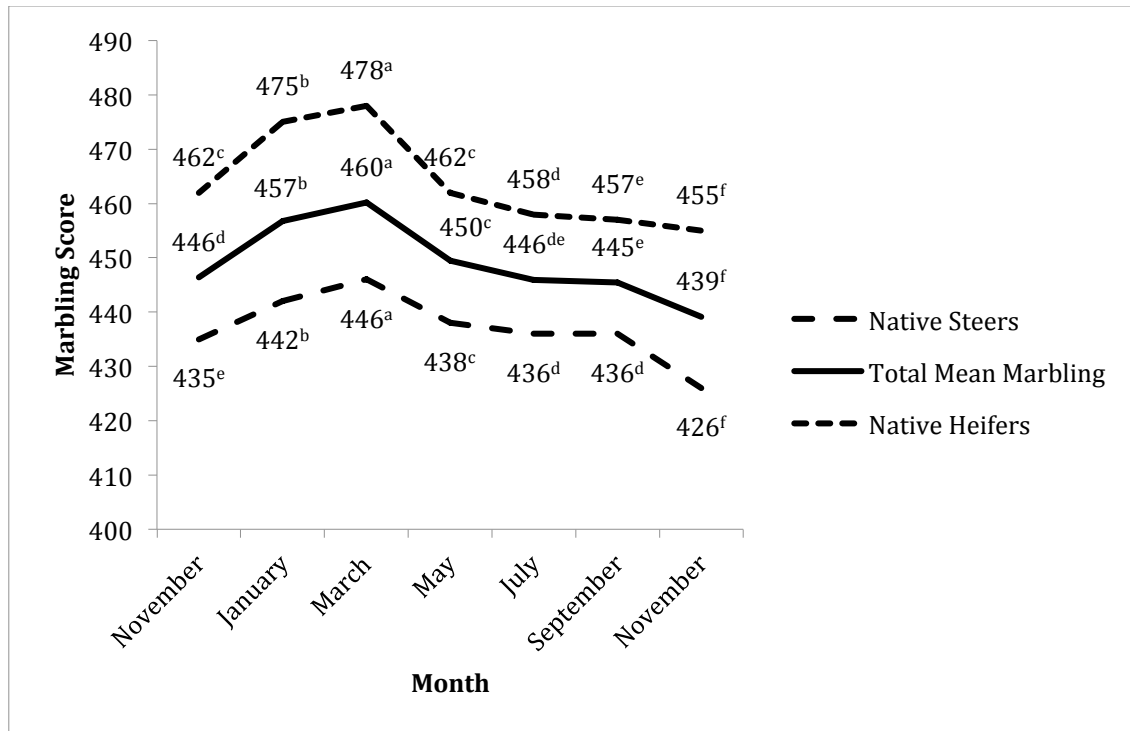 490
480
470
460
450
440
430
420
410
400
Marbling Score
462ᶜ 475ᵇ 478ᵃ 462ᶜ 458ᵈ 457ᵉ 455ᶠ
446ᵈ 457ᵇ 460ᵃ 450ᶜ 446ᵈᵉ 445ᵉ 439ᶠ
435ᵉ 442ᵇ 446ᵃ 438ᶜ 436ᵈ 436ᵈ 426ᶠ
Native Steers
Total Mean Marbling
Native Heifers
November January March May July September November
Month